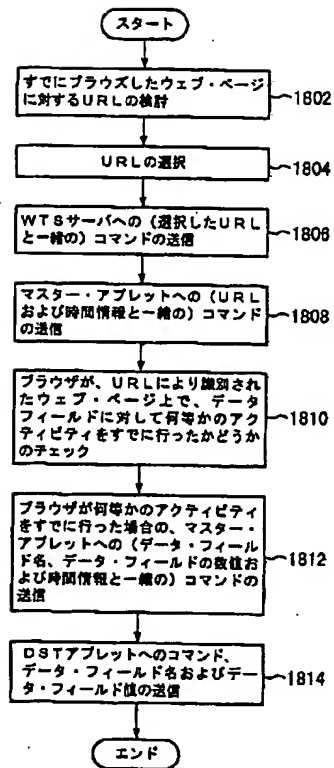 スタート
すでにブラウズしたウェブ・ページ
に対するURLの検討
1802
URLの選択
1804
WTSサーバへの(選択したURL
と一緒の)コマンドの送信
1806
マスター・アプレットへの(URL
および時間情報と一緒の)コマンド
の送信
1808
ブラウザが、URLにより識別され
たウェブ・ページ上で、データ
フィールドに対して何等かのアク
ティビティをすでに行ったかどうか
のチェック
1810
ブラウザが何等かのアクティビティ
をすでに行った場合の、マスター・
アプレットへの(データ・フィール
ド名、データ・フィールドの数値お
よび時間情報と一緒の)コマンドの
送信
1812
DSTアプレットへのコマンド、
データ・フィールド名およびデー
タ・フィールド値の送信
1814
エンド